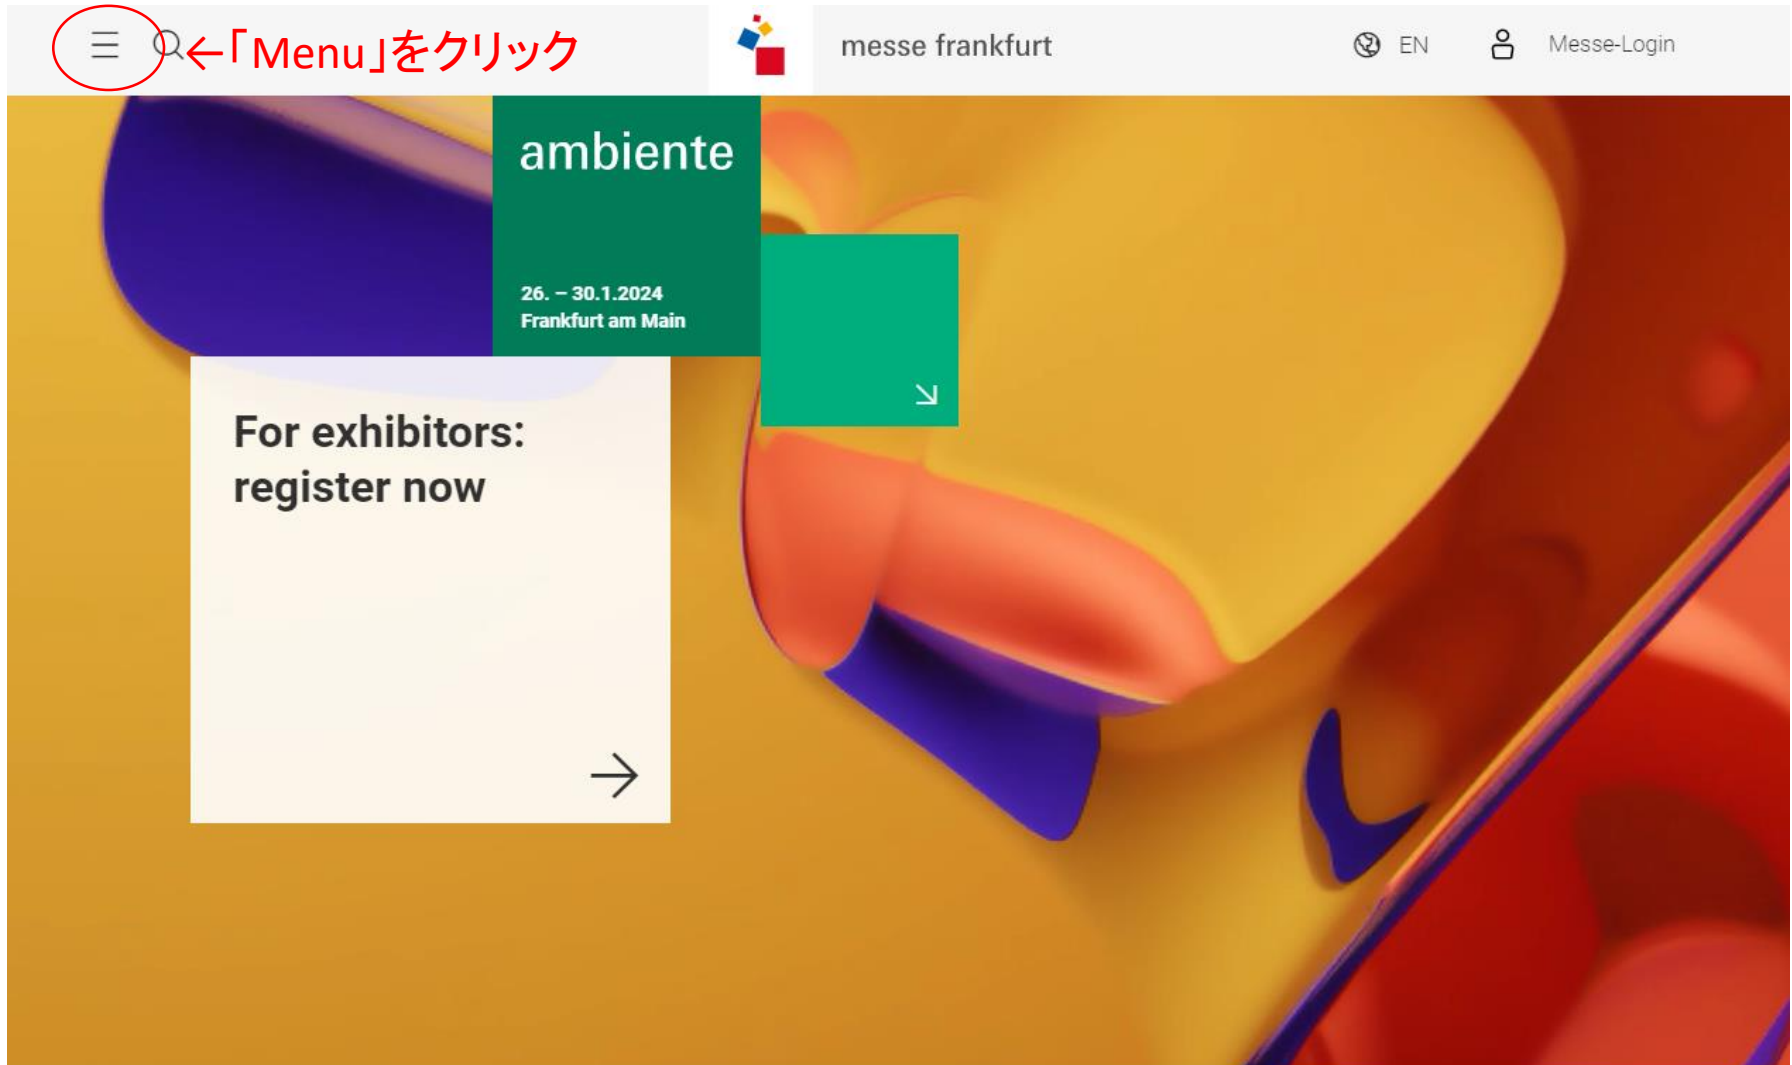 ←「Menu」をクリック
messe frankfurt
EN
Messe-Login
ambiente
26. – 30.1.2024
Frankfurt am Main
For exhibitors:
register now